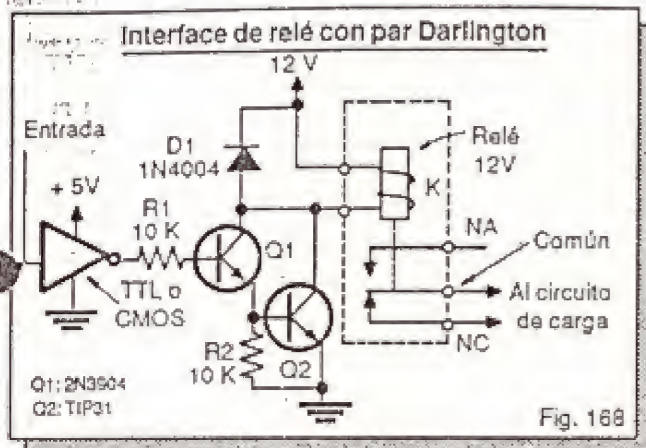 Interface de relé con par Darlington
12 V
Entrada
D1
1N4004
Relé
12V
+ 5V
R1
10 K
K
Q1
NA
Común
TTL o
CMOS
Al circuito
de carga
R2
10 K
Q2
NC
Q1: 2N3904
Q2: TIP31
Fig. 168